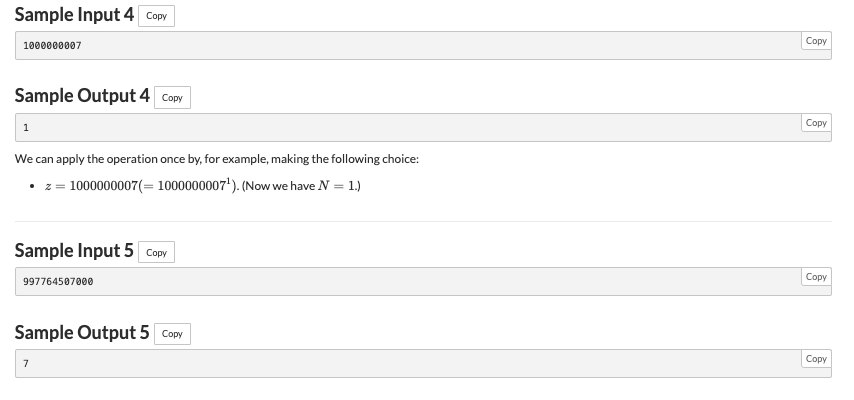 Sample Input 4 Copy
1000000007 Copy
Sample Output 4 Copy
1 Copy
We can apply the operation once by, for example, making the following choice:
• z = 1000000007(= 1000000007¹). (Now we have N = 1.)
Sample Input 5 Copy
997764507000 Copy
Sample Output 5 Copy
7 Copy